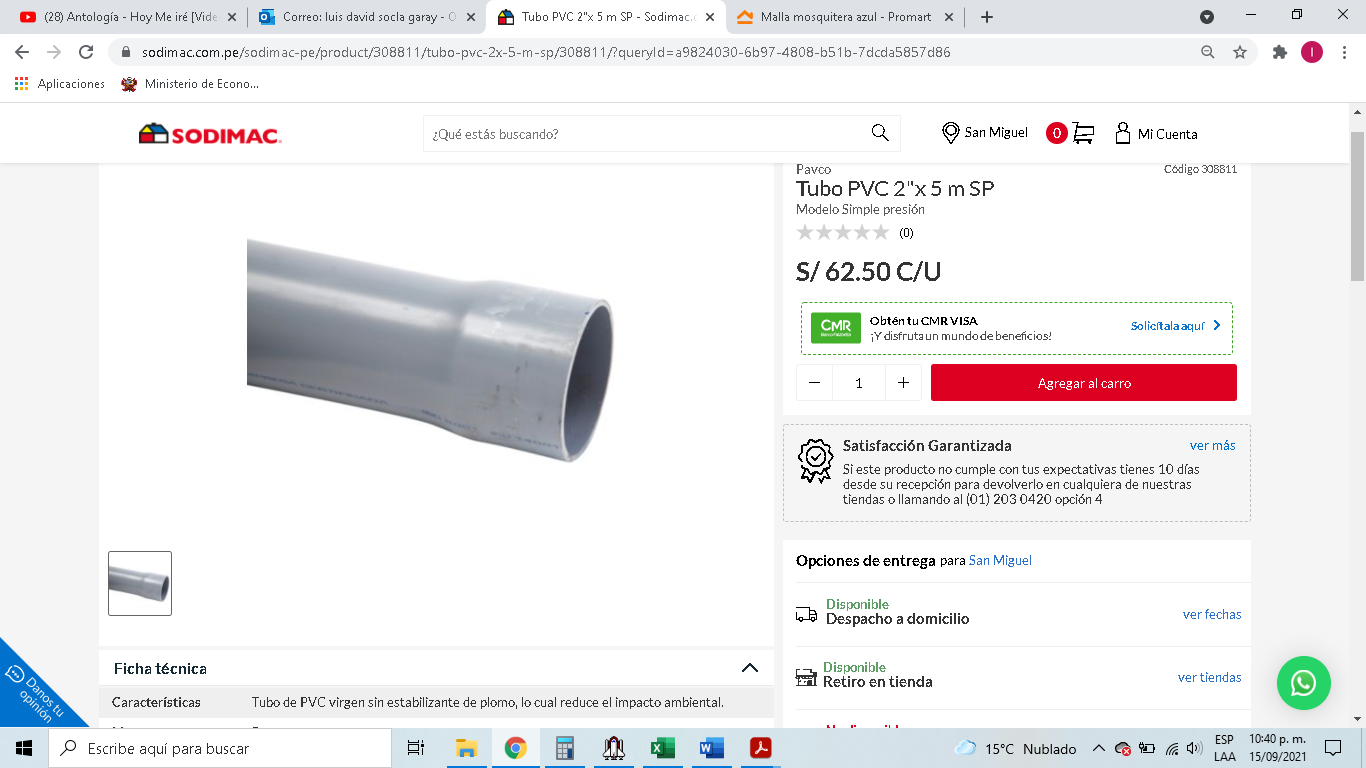 (28) Antología - Hoy Me iré [Vide
Correo: luis david socla garay - O
Tubo PVC 2"x 5 m SP - Sodimac.c
Malla mosquitera azul - Promart
sodimac.com.pe/sodimac-pe/product/308811/tubo-pvc-2x-5-m-sp/308811/?queryId=a9824030-6b97-4808-b51b-7dcda5857d86
I
Aplicaciones
Ministerio de Econo...
SODIMAC
¿Qué estás buscando?
San Miguel
0
Mi Cuenta
Pavco
Código 308811
Tubo PVC 2"x 5 m SP
Modelo Simple presión
(0)
S/ 62.50 C/U
CMR
Obtén tu CMR VISA
¡Y disfruta un mundo de beneficios!
Solicítala aquí
— 1 +
Agregar al carro
Satisfacción Garantizada
ver más
Si este producto no cumple con tus expectativas tienes 10 días
desde su recepción para devolverlo en cualquiera de nuestras
tiendas o llamando al (01) 203 0420 opción 4
Opciones de entrega para San Miguel
Disponible
Despacho a domicilio
ver fechas
Disponible
Retiro en tienda
ver tiendas
Ficha técnica
Características
Tubo de PVC virgen sin estabilizante de plomo, lo cual reduce el impacto ambiental.
Danos tu
opinión
Escribe aquí para buscar
15°C Nublado
ESP
LAA
10:40 p. m.
15/09/2021